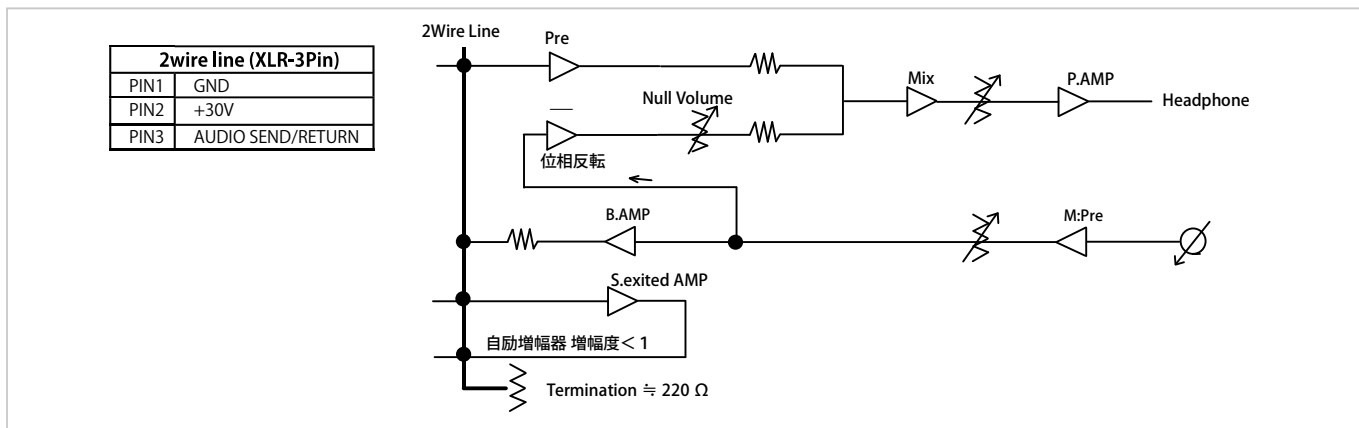 2wire line (XLR-3Pin)
PIN1 GND
PIN2 +30V
PIN3 AUDIO SEND/RETURN
2Wire Line
Pre
Null Volume
Mix
P.AMP
Headphone
位相反転
B.AMP
M:Pre
S.exited AMP
自励増幅器 増幅度< 1
Termination ≒ 220 Ω